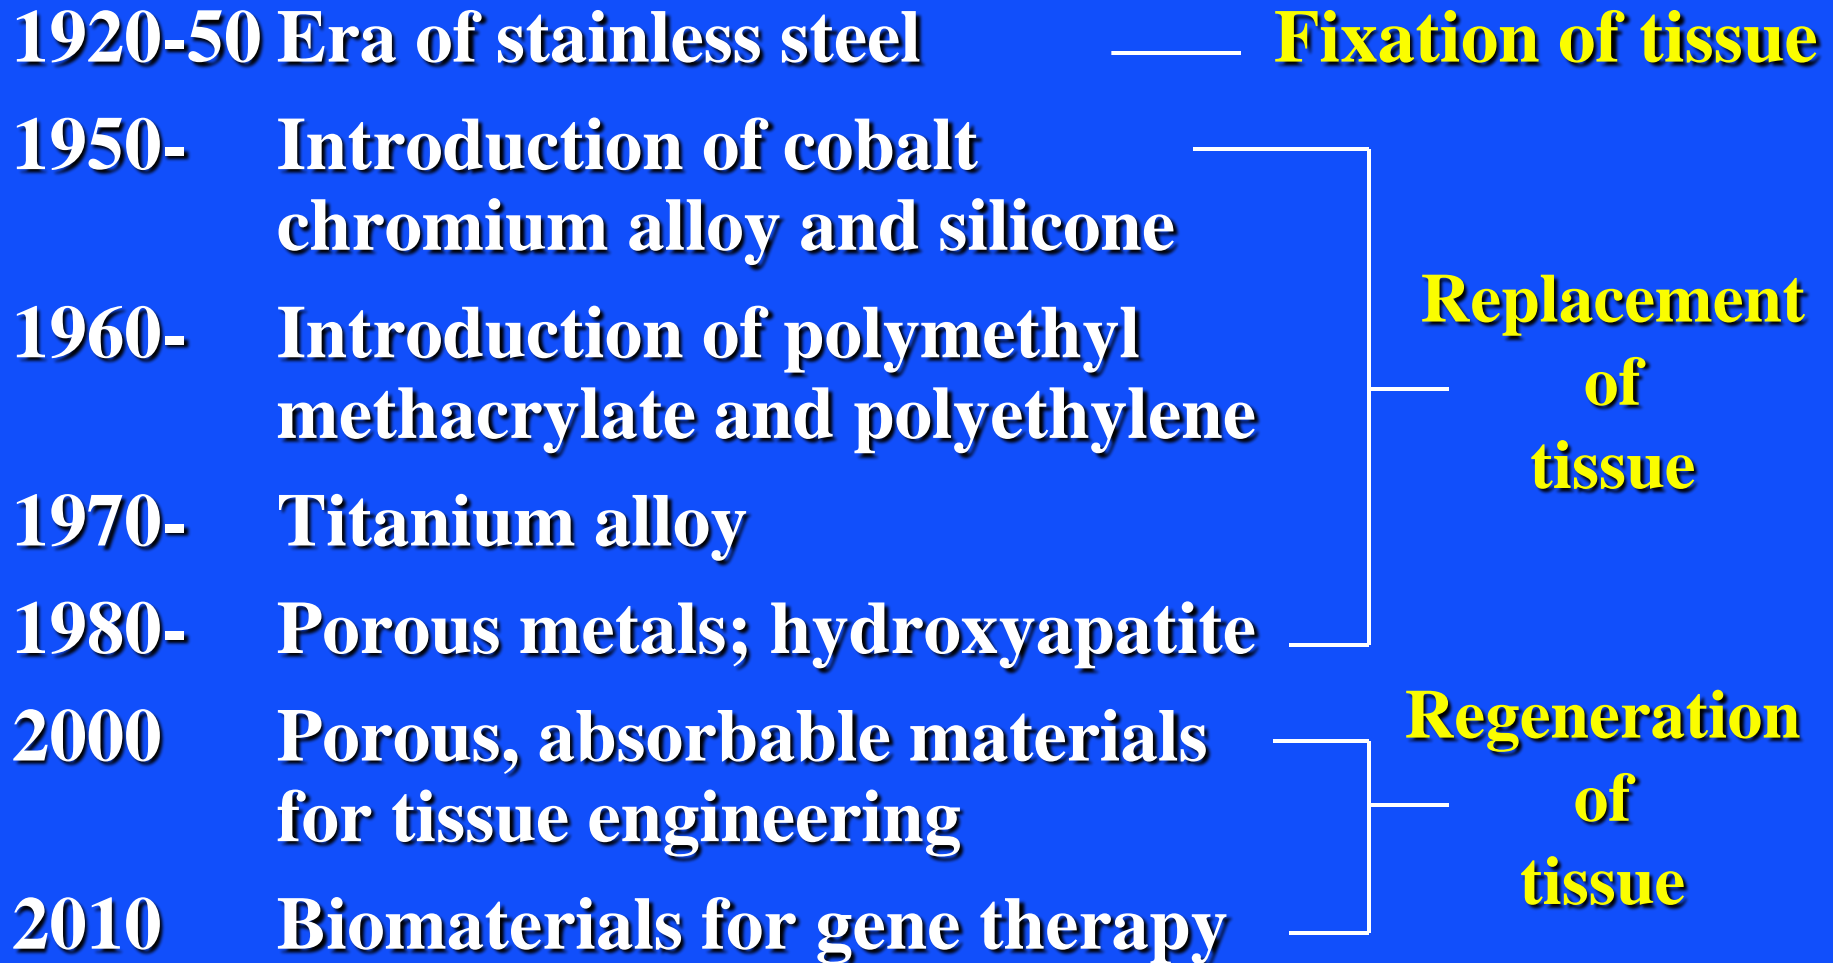 1920-50 Era of stainless steel Fixation of tissue
1950- Introduction of cobalt
chromium alloy and silicone
1960- Introduction of polymethyl
methacrylate and polyethylene
1970- Titanium alloy
1980- Porous metals; hydroxyapatite
Replacement
of
tissue
2000 Porous, absorbable materials
for tissue engineering
2010 Biomaterials for gene therapy
Regeneration
of
tissue